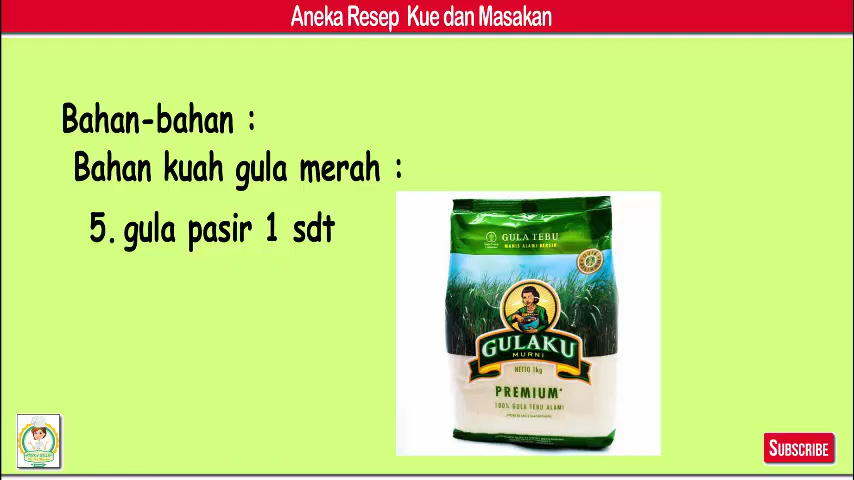 Aneka Resep Kue dan Masakan
Bahan-bahan :
Bahan kuah gula merah :
5. gula pasir 1 sdt
GULA TEBU
MANIS ALAMI BERSIH
GULAKU
MURNI
NETTO 1kg
PREMIUM*
100% GULA TEBU ALAMI
SUBSCRIBE